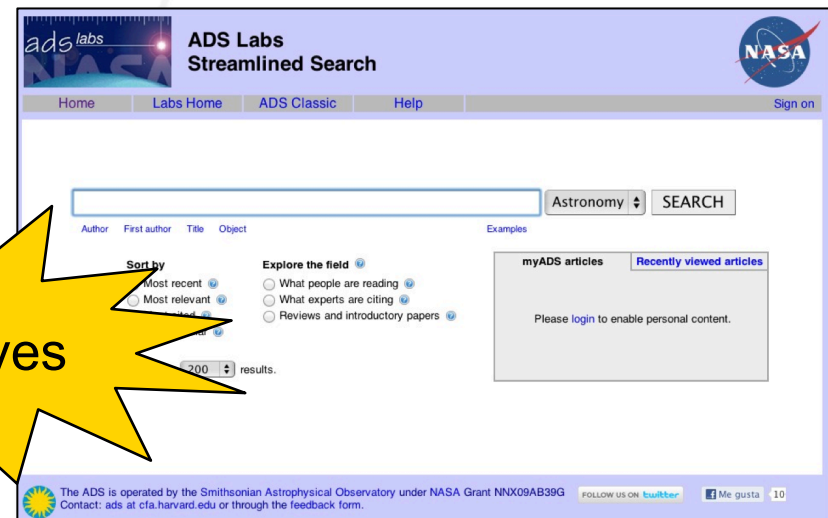 ads labs
NASA
ADS Labs
Streamlined Search
NASA
Home Labs Home ADS Classic Help Sign on
Astronomy SEARCH
Author First author Title Object Examples
Sort by
Most recent
Most relevant
Explore the field
What people are reading
What experts are citing
Reviews and introductory papers
200 results.
myADS articles Recently viewed articles
Please login to enable personal content.
yes
The ADS is operated by the Smithsonian Astrophysical Observatory under NASA Grant NNX09AB39G
Contact: ads at cfa.harvard.edu or through the feedback form.
FOLLOW US ON twitter
Me gusta 10